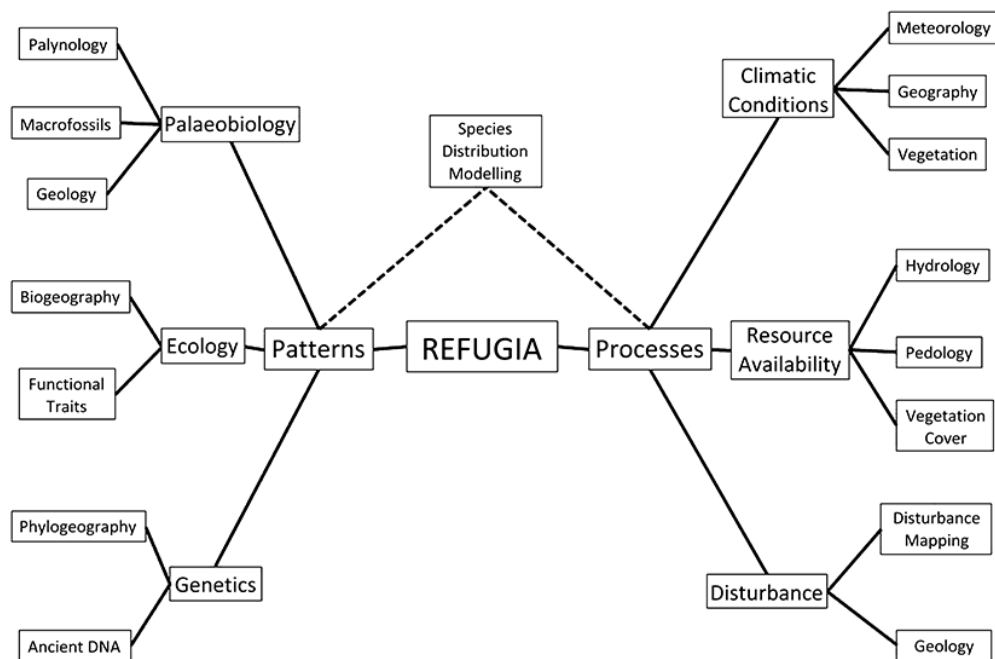 Palynology
Macrofossils
Geology
Palaeobiology
Biogeography
Functional
Traits
Ecology
Phylogeography
Ancient DNA
Genetics
Patterns
Species
Distribution
Modelling
REFUGIA
Processes
Climatic
Conditions
Meteorology
Geography
Vegetation
Resource
Availability
Hydrology
Pedology
Vegetation
Cover
Disturbance
Disturbance
Mapping
Geology